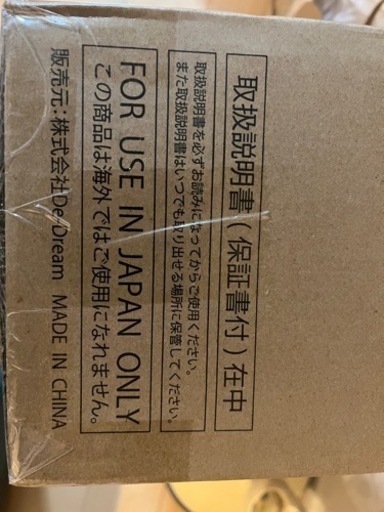 取扱説明書(保証書付)在中
取扱説明書を必ずお読みになってからご使用ください。
また取扱説明書はいつでも取り出せる場所に保管してください。
FOR USE IN JAPAN ONLY
この商品は海外ではご使用になれません。
販売元:株式会社De/Dream MADE IN CHINA